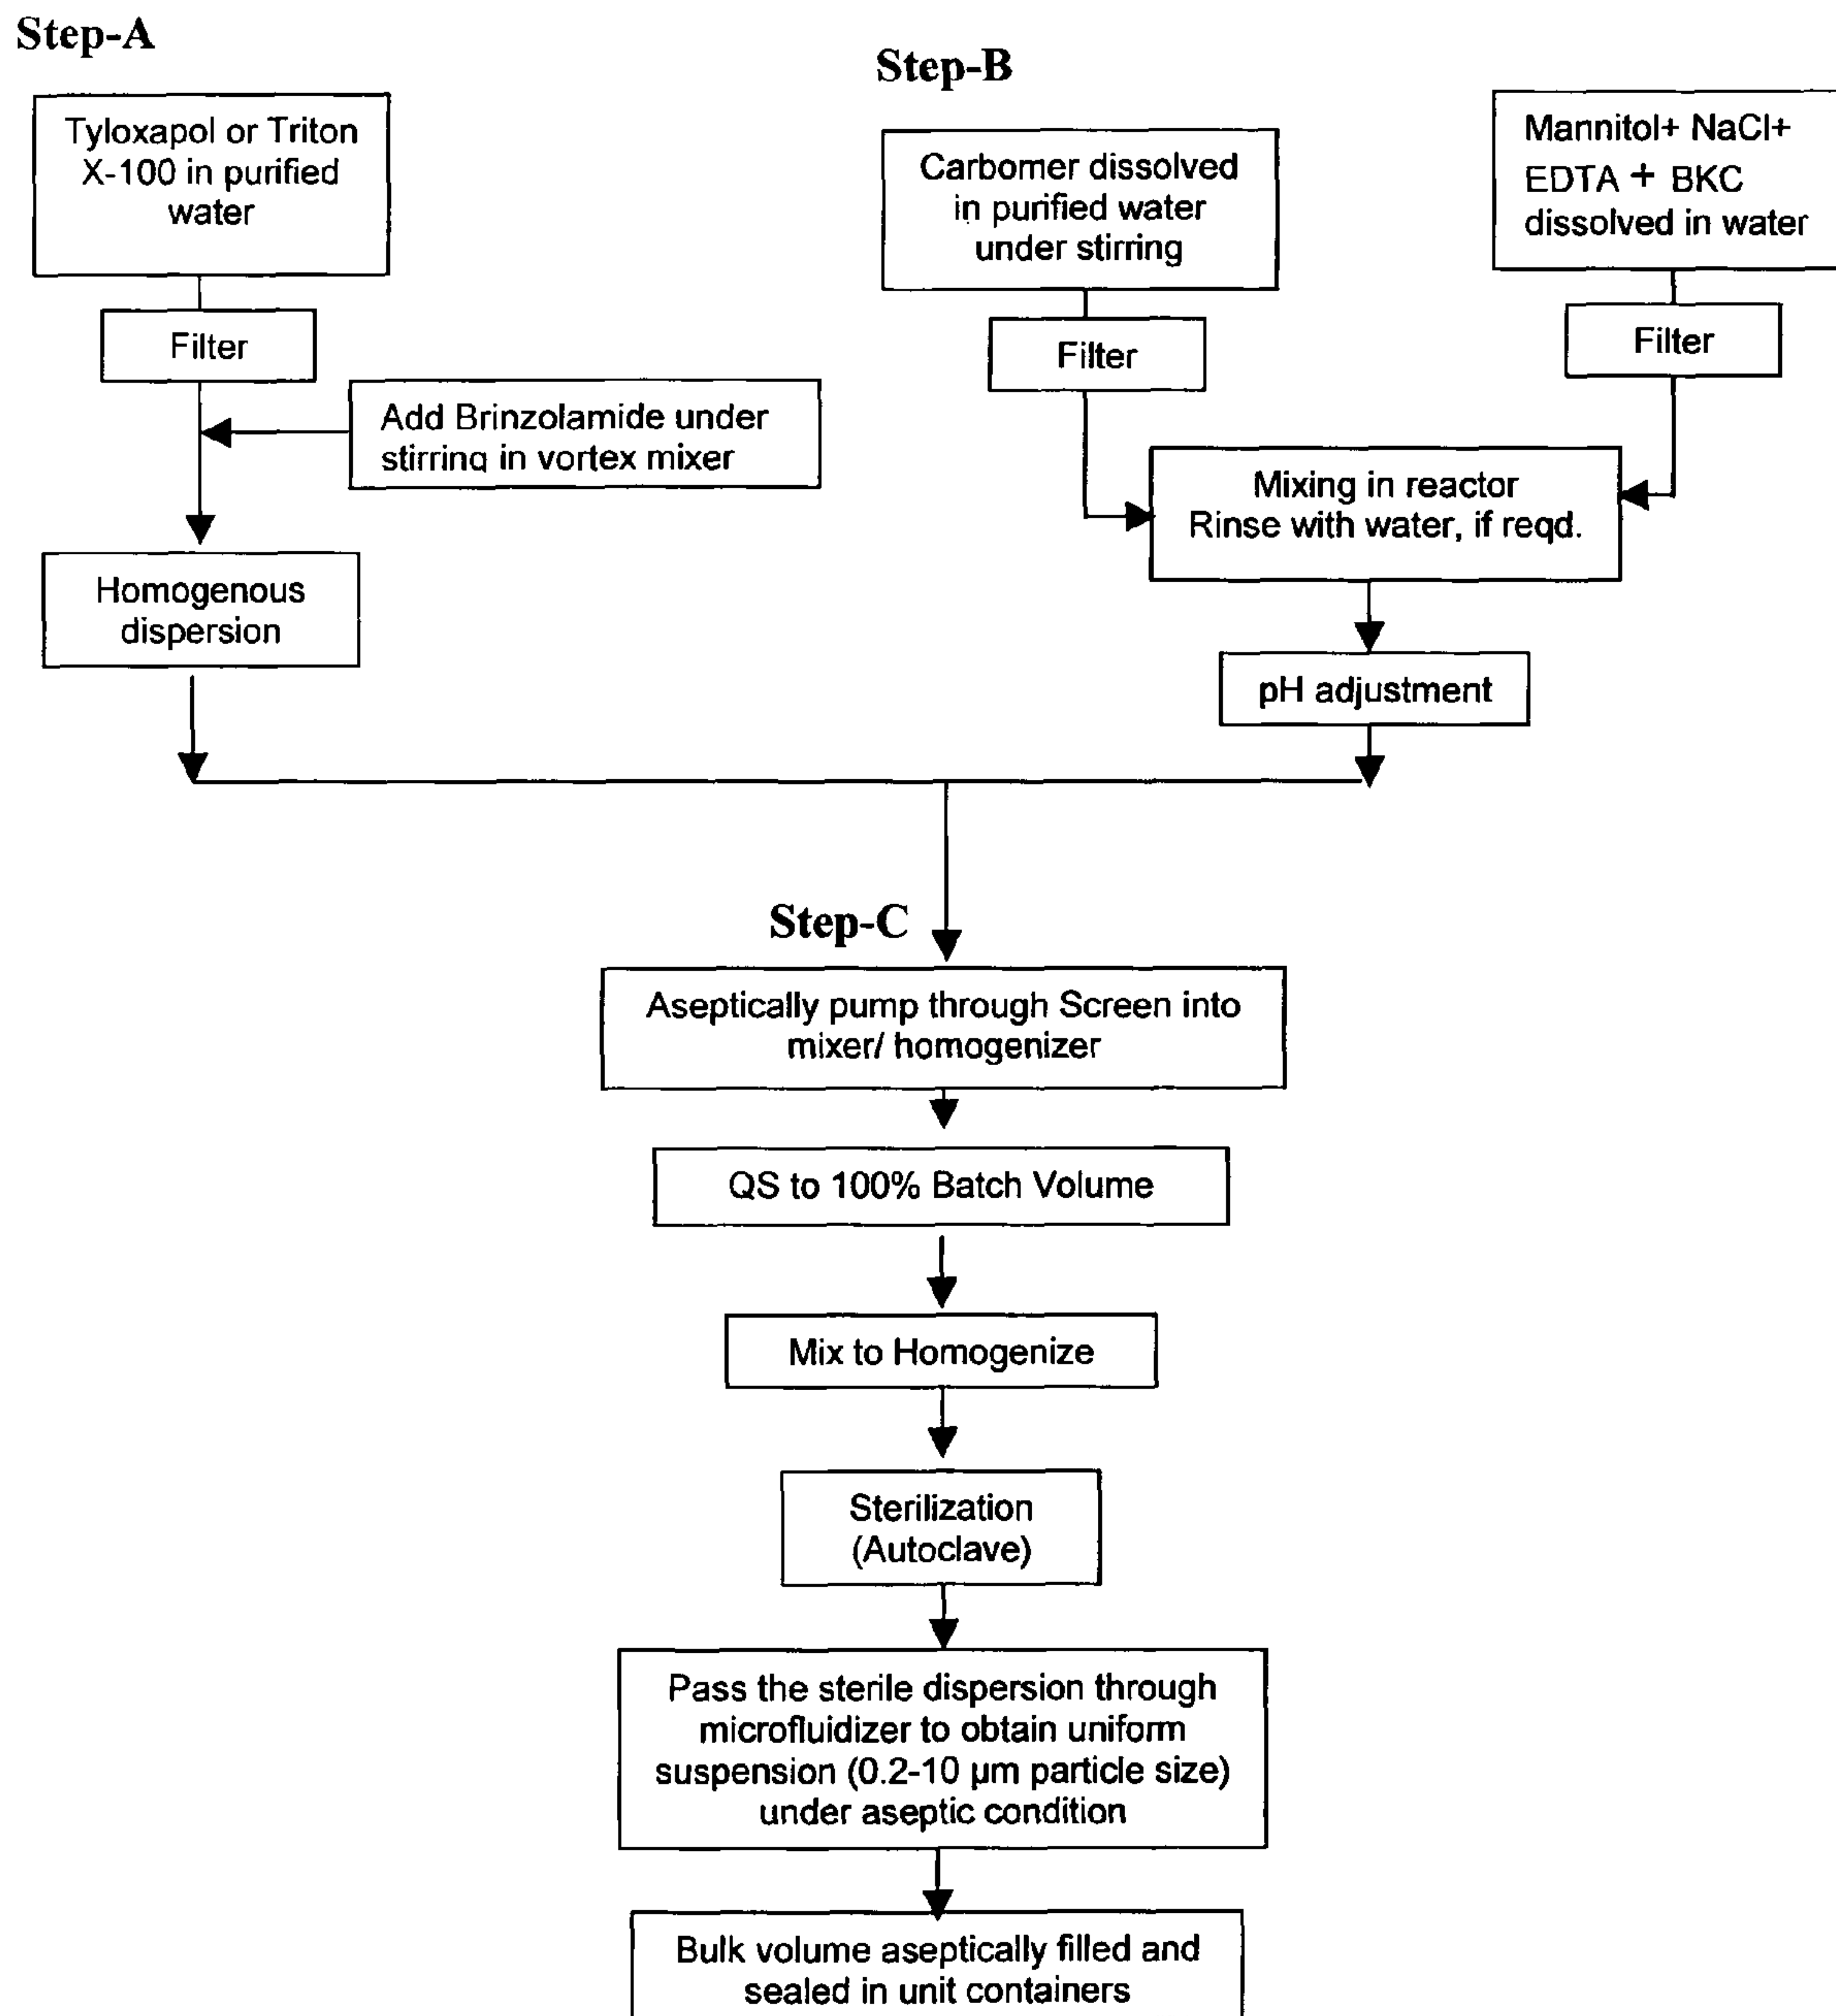 Step-A
Tyloxapol or Triton
X-100 in purified
water
Filter
Add Brinzolamide under
stirring in vortex mixer
Homogenous
dispersion
Step-B
Carbomer dissolved
in purified water
under stirring
Filter
Mannitol+ NaCl+
EDTA + BKC
dissolved in water
Filter
Mixing in reactor
Rinse with water, if reqd.
pH adjustment
Step-C
Aseptically pump through Screen into
mixer/ homogenizer
QS to 100% Batch Volume
Mix to Homogenize
Sterilization
(Autoclave)
Pass the sterile dispersion through
microfluidizer to obtain uniform
suspension (0.2-10 µm particle size)
under aseptic condition
Bulk volume aseptically filled and
sealed in unit containers